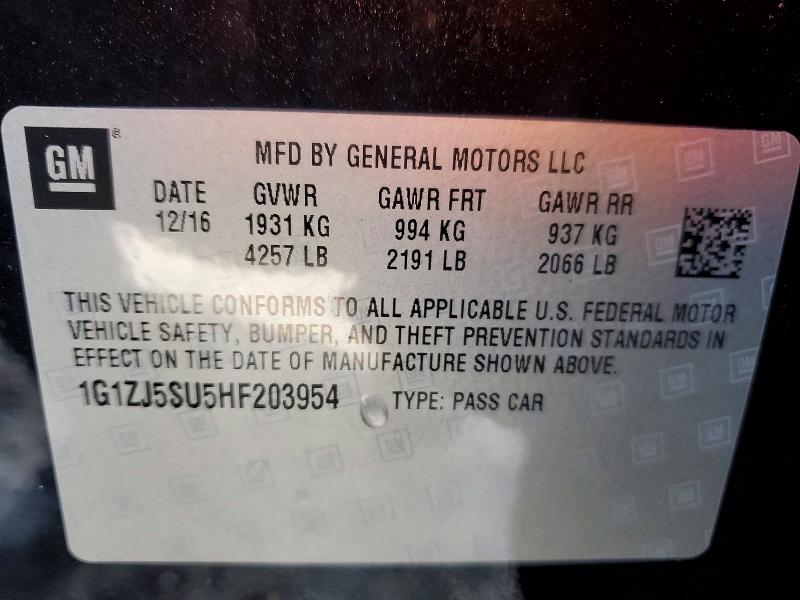 GM ®
MFD BY GENERAL MOTORS LLC
DATE GVWR GAWR FRT GAWR RR
12/16 1931 KG 994 KG 937 KG
4257 LB 2191 LB 2066 LB
THIS VEHICLE CONFORMS TO ALL APPLICABLE U.S. FEDERAL MOTOR
VEHICLE SAFETY, BUMPER, AND THEFT PREVENTION STANDARDS IN
EFFECT ON THE DATE OF MANUFACTURE SHOWN ABOVE.
1G1ZJ5SU5HF203954 TYPE: PASS CAR